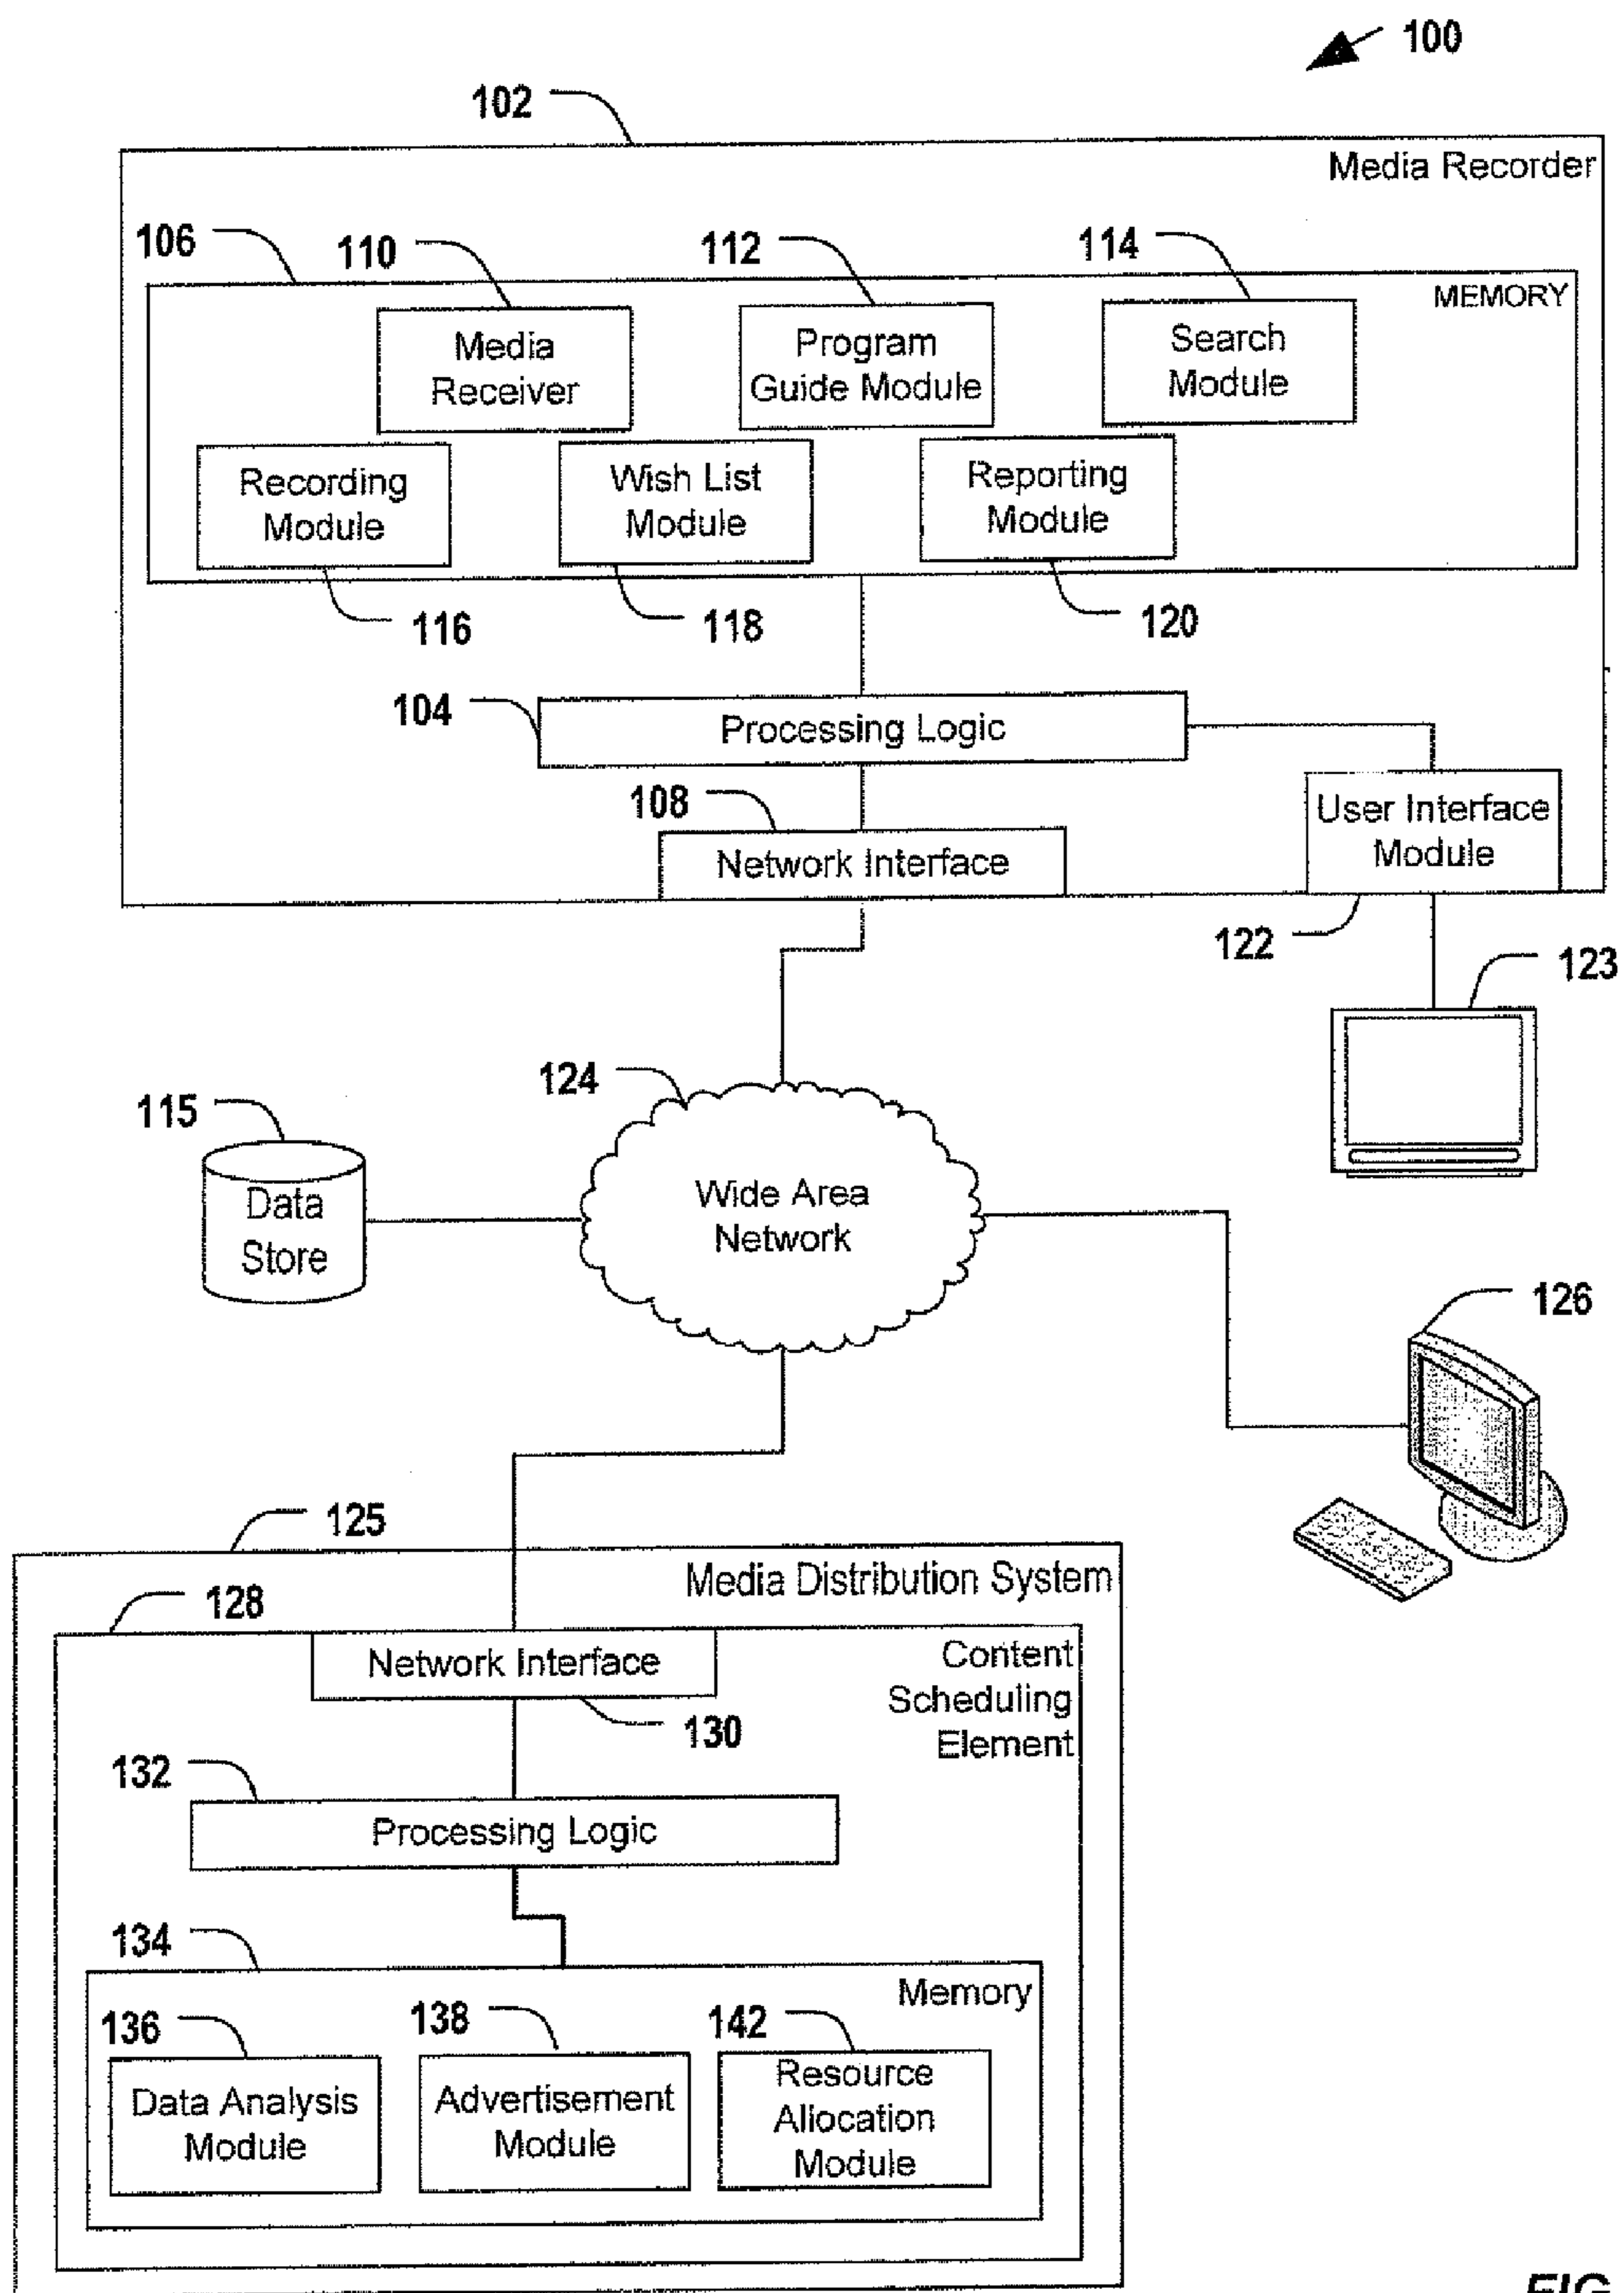 100
102
Media Recorder
106
110
112
114
MEMORY
Media
Receiver
Program
Guide Module
Search
Module
Recording
Module
Wish List
Module
Reporting
Module
116
118
120
104
Processing Logic
108
Network Interface
User Interface
Module
122
123
124
115
Data
Store
Wide Area
Network
126
125
Media Distribution System
128
Network Interface
Content
Scheduling
Element
130
132
Processing Logic
134
Memory
136
138
142
Data Analysis
Module
Advertisement
Module
Resource
Allocation
Module
FIG